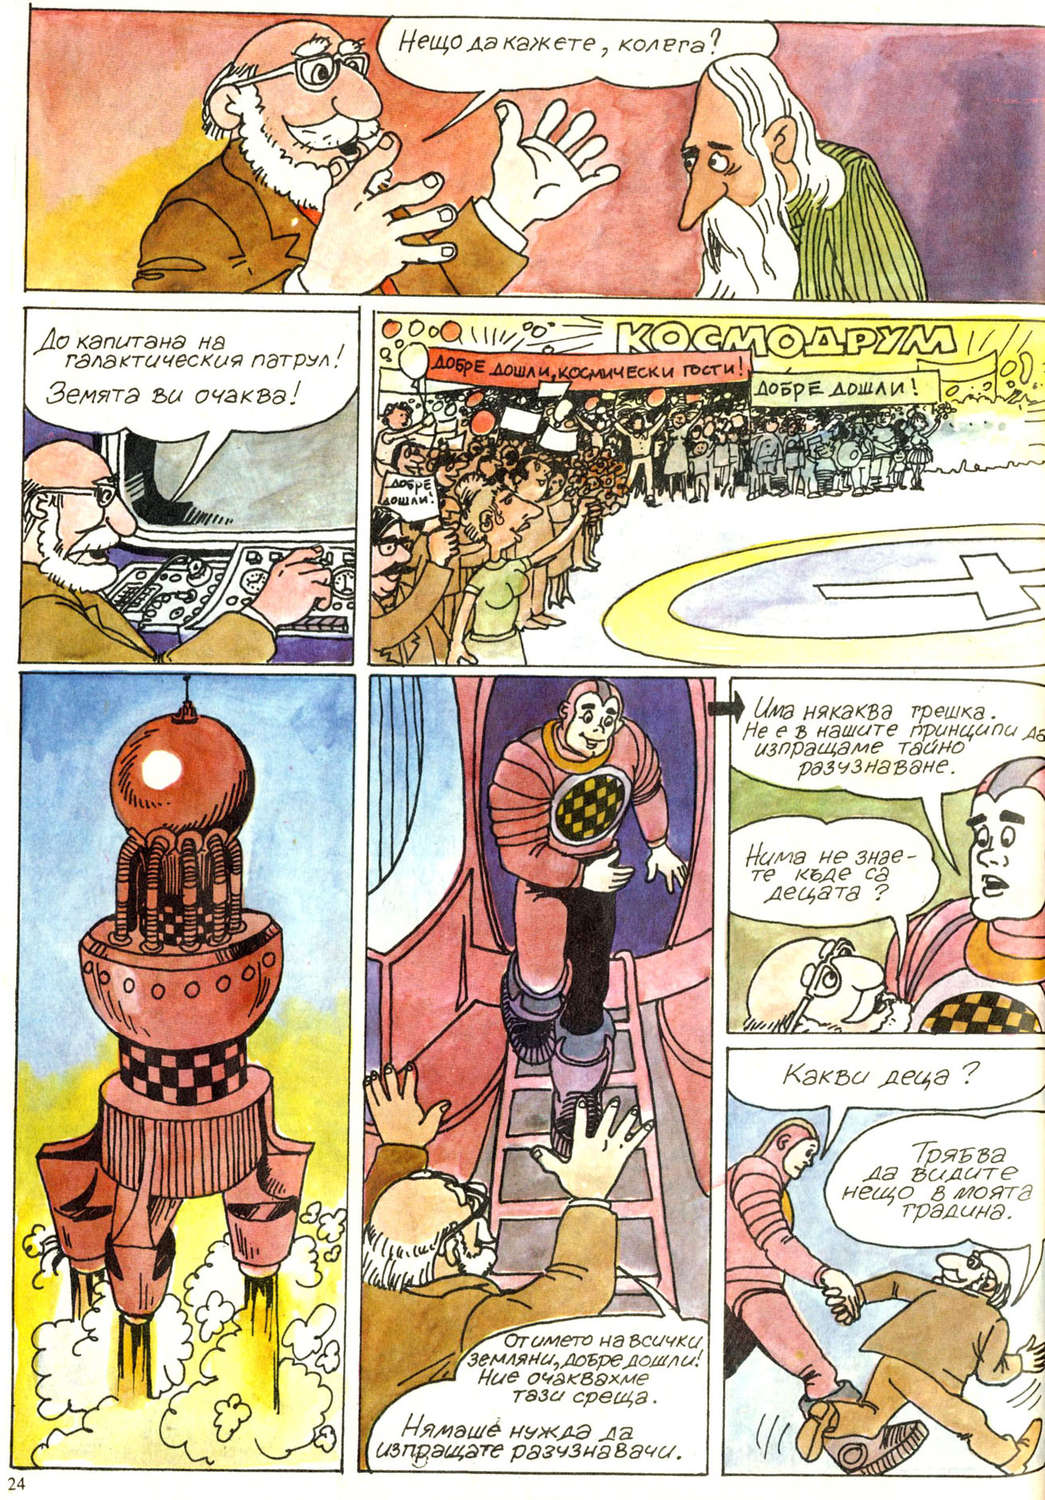 Нещо да кажете, колега?
До капитана на
галактическия патрул!
Земята ви очаква!
КОСМОДРУМ
ДОБРЕ ДОШЛИ, КОСМИЧЕСКИ ГОСТИ!
ДОБРЕ ДОШЛИ!
ДОБРЕ
ДОШЛИ!
От името на всички
земляни, добре дошли!
Ние очаквахме
тази среща.
Нямаше нужда да
изпращате разузнавачи.
Има някаква грешка.
Не е в нашите принципи да
изпращаме тайно
разузнаване.
Нима не знае-
те къде са
децата?
Какви деца?
Трябва
да видите
нещо в моята
градина.
24